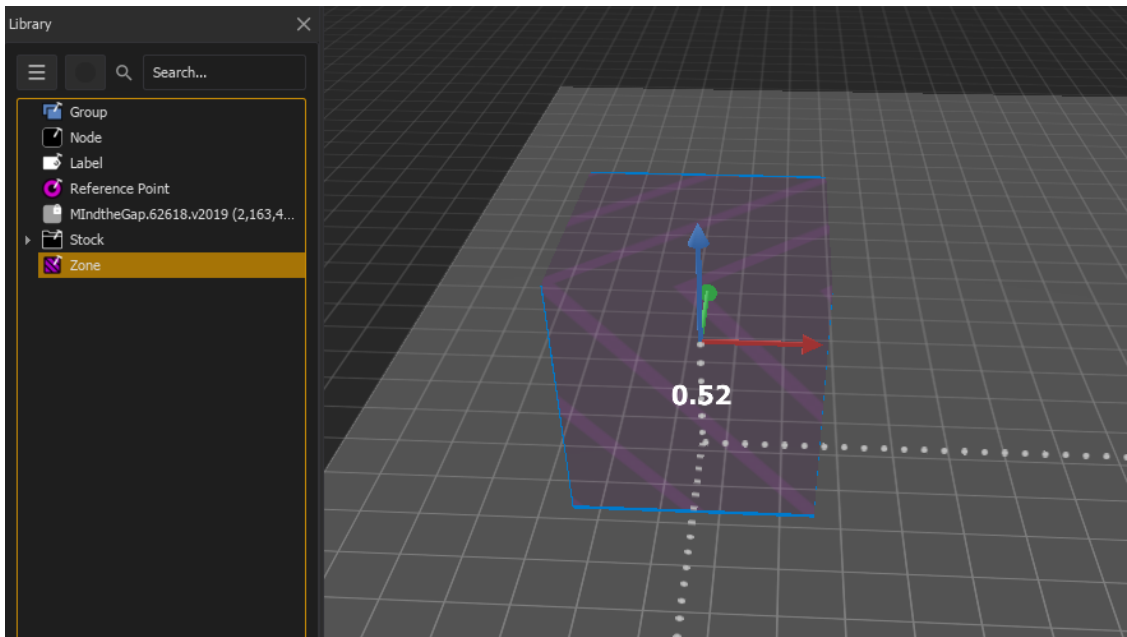 Library
Search...
Group
Node
Label
Reference Point
MIndtheGap.62618.v2019 (2,163,4...
Stock
Zone
0.52